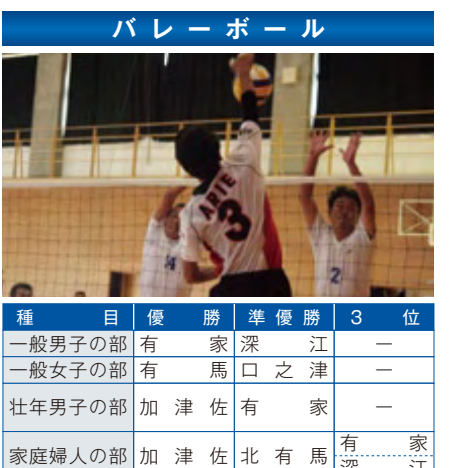 バレーボール
ARIE
3
14
2
種目 優勝 準優勝 3位
一般男子の部 有家 深江 ―
一般女子の部 有馬 口之津 ―
壮年男子の部 加津佐 有家 ―
家庭婦人の部 加津佐 北有馬 有家
深江